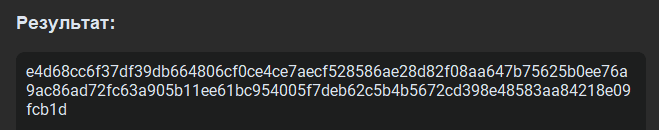 Результат:
e4d68cc6f37df39db664806cf0ce4ce7aecf528586ae28d82f08aa647b75625b0ee76a
9ac86ad72fc63a905b11ee61bc954005f7deb62c5b4b5672cd398e48583aa84218e09
fcb1d